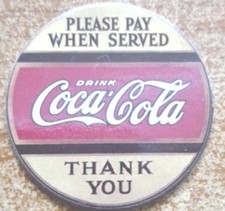 PLEASE PAY
WHEN SERVED
DRINK
Coca-Cola
THANK
YOU